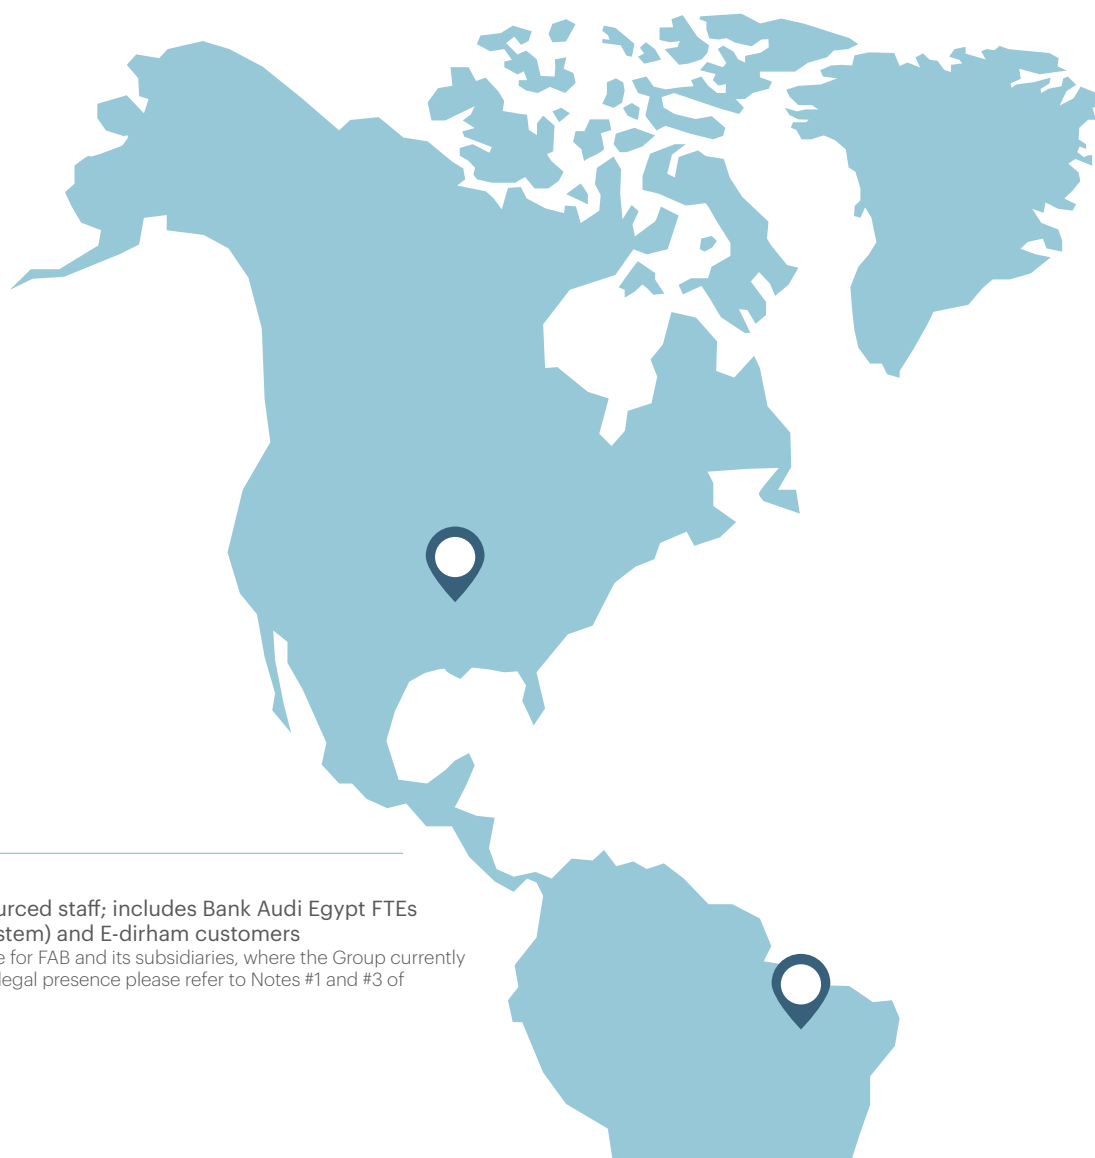 urced staff; includes Bank Audi Egypt FTEs
stem) and E-dirham customers
e for FAB and its subsidiaries, where the Group currently
legal presence please refer to Notes #1 and #3 of